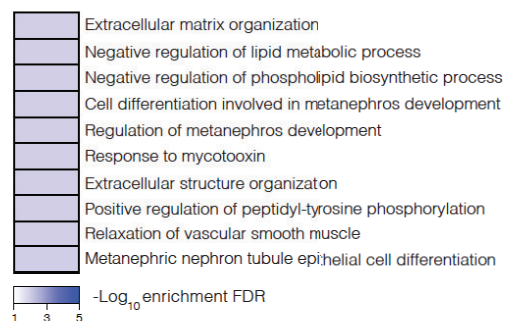 Extracellular matrix organization
Negative regulation of lipid metabolic process
Negative regulation of phospholipid biosynthetic process
Cell differentiation involved in metanephros development
Regulation of metanephros development
Response to mycotooxin
Extracellular structure organizaton
Positive regulation of peptidyl-tyrosine phosphorylation
Relaxation of vascular smooth muscle
Metanephric nephron tubule epithelial cell differentiation
-Log10 enrichment FDR
1 3 5